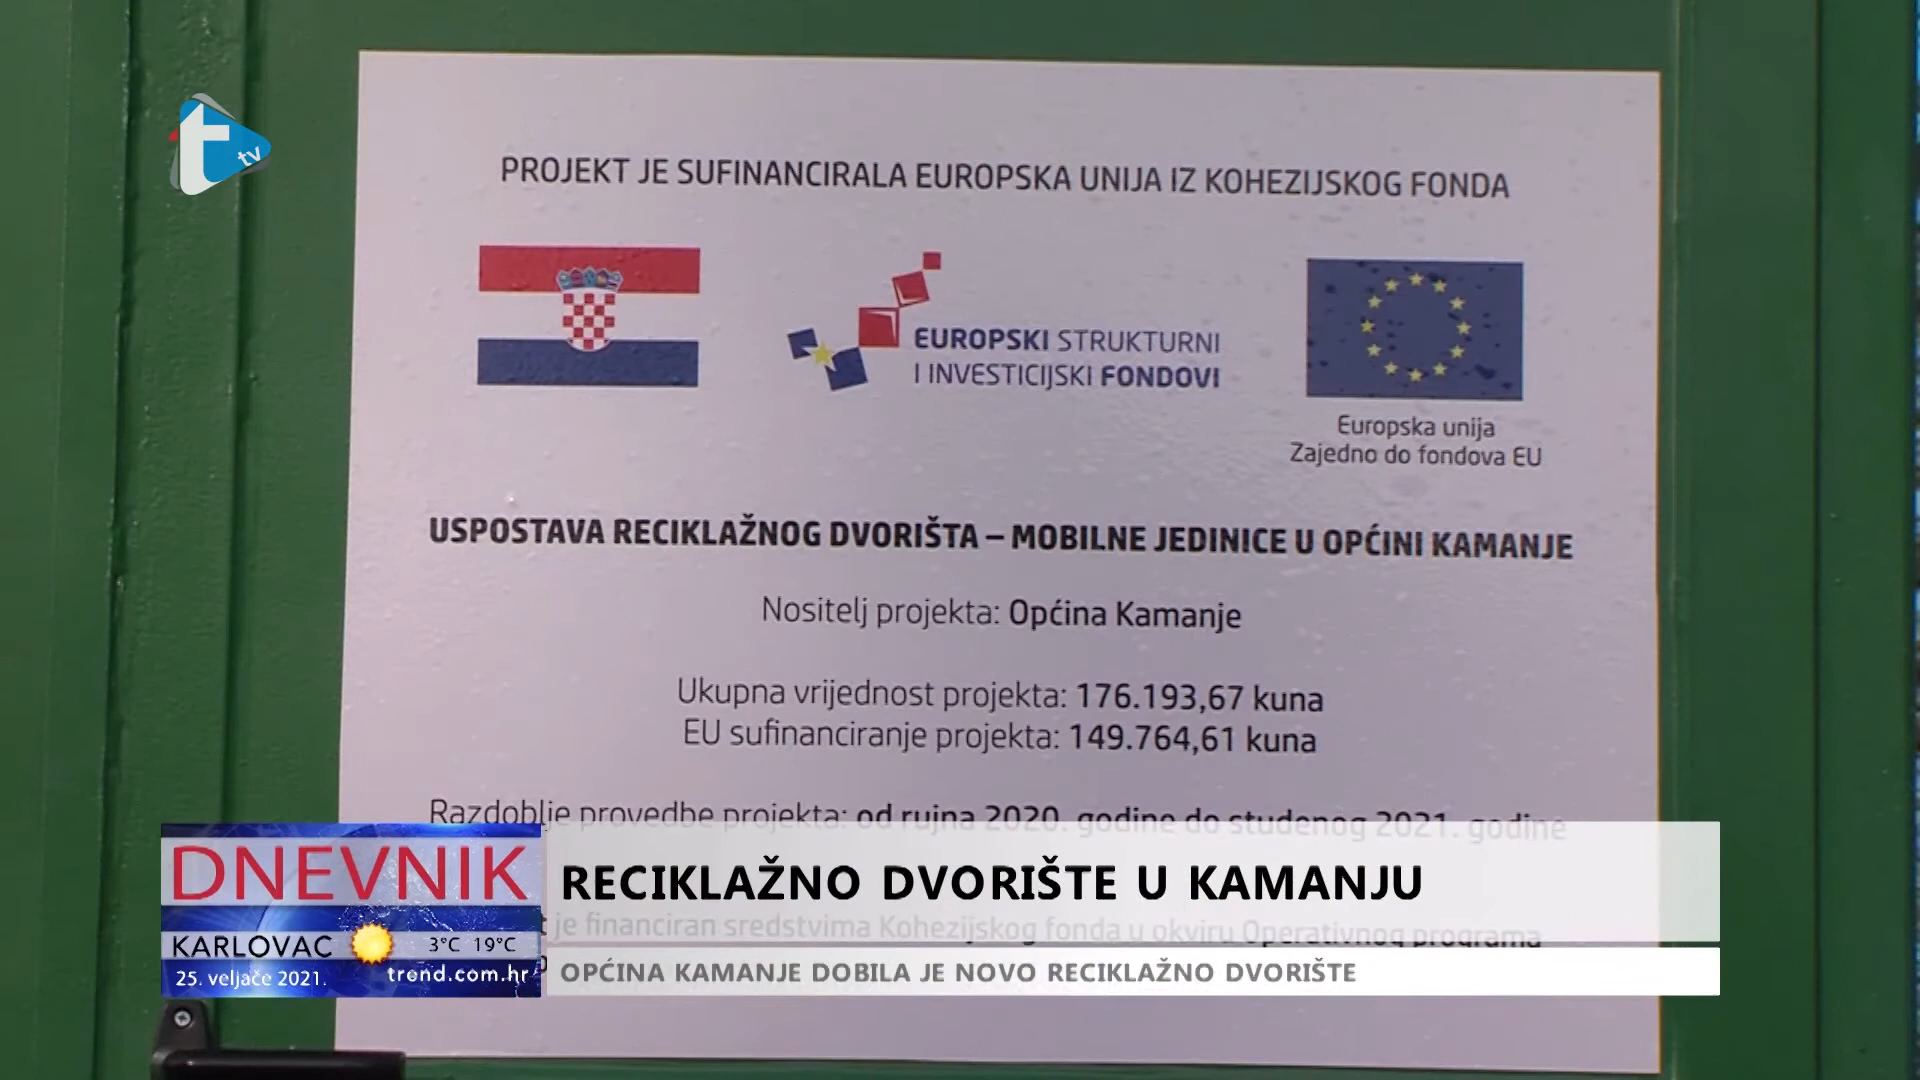 t tv
PROJEKT JE SUFINANCIRALA EUROPSKA UNIJA IZ KOHEZIJSKOG FONDA
EUROPSKI STRUKTURNI
I INVESTICIJSKI FONDOVI
Europska unija
Zajedno do fondova EU
USPOSTAVA RECIKLAŽNOG DVORIŠTA – MOBILNE JEDINICE U OPĆINI KAMANJE
Nositelj projekta: Općina Kamanje
Ukupna vrijednost projekta: 176.193,67 kuna
EU sufinanciranje projekta: 149.764,61 kuna
Razdoblje provedbe projekta: od rujna 2020. godine do studenog 2021. godine
je financiran sredstvima Kohezijskog fonda u okviru Operativnog programa
DNEVNIK
KARLOVAC 3°C 19°C
25. veljače 2021. trend.com.hr
RECIKLAŽNO DVORIŠTE U KAMANJU
OPĆINA KAMANJE DOBILA JE NOVO RECIKLAŽNO DVORIŠTE